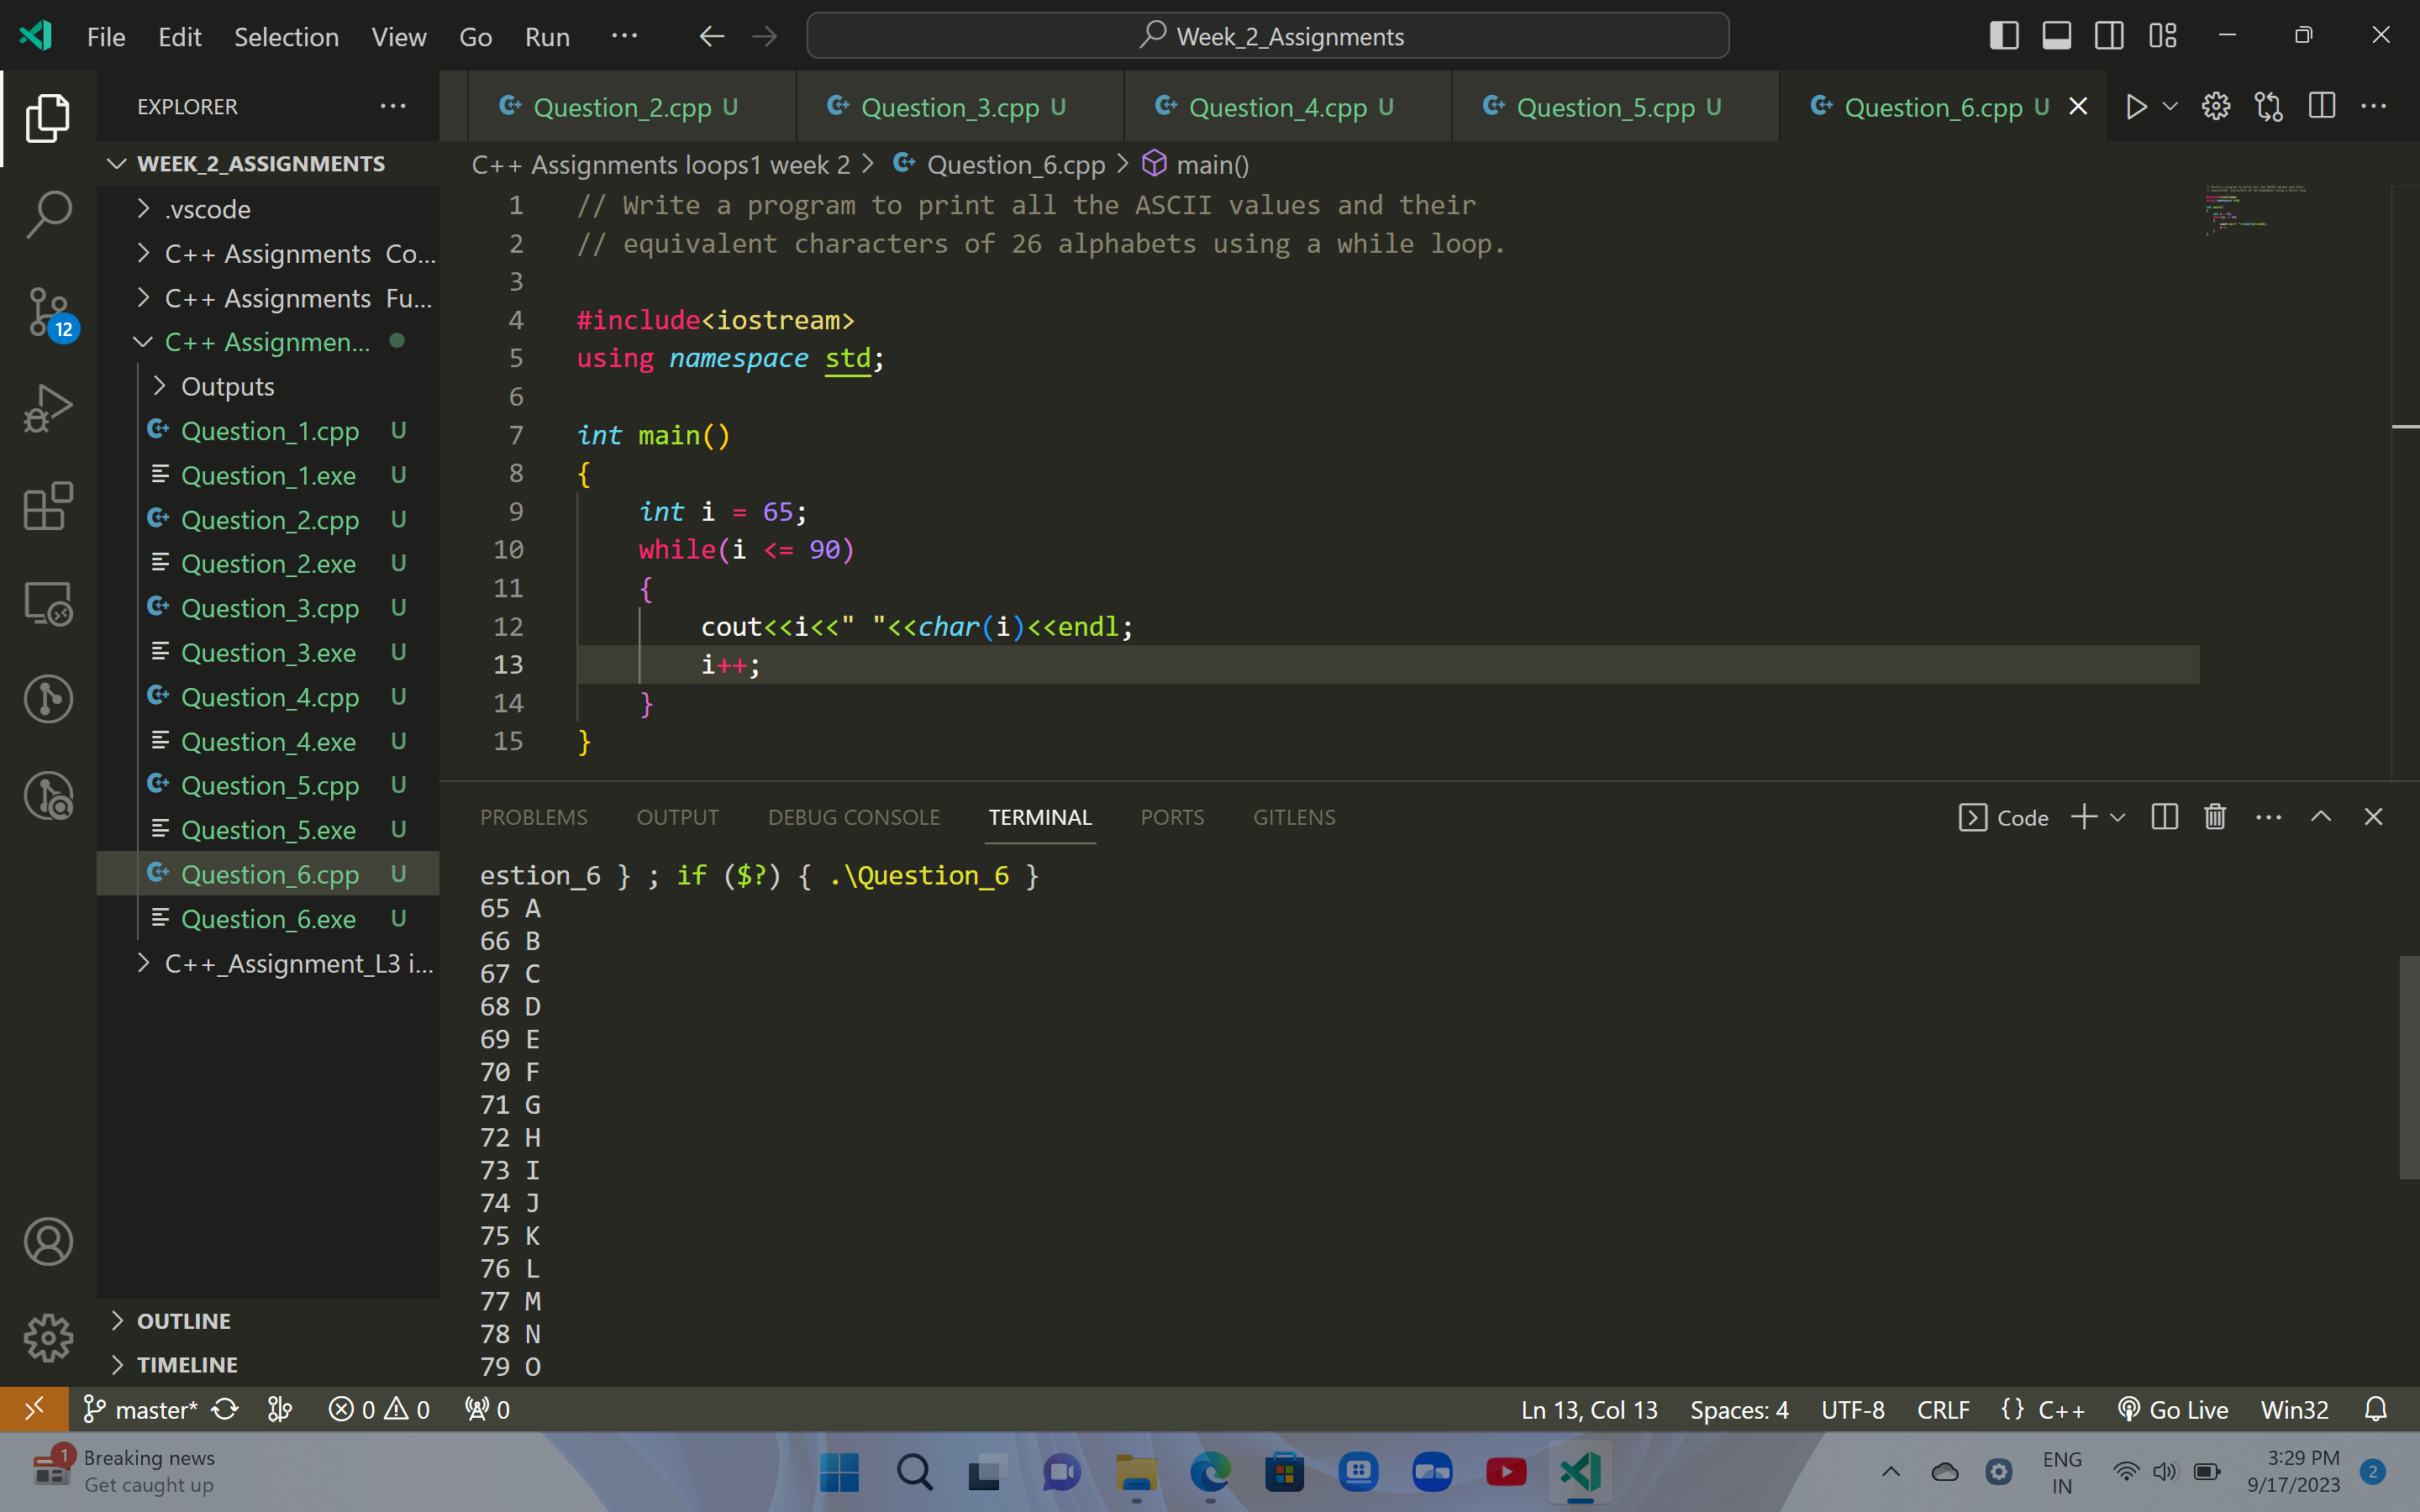 File Edit Selection View Go Run ··· Week_2_Assignments
EXPLORER ···
WEEK_2_ASSIGNMENTS
.vscode
C++ Assignments Co...
C++ Assignments Fu...
C++ Assignmen...
Outputs
Question_1.cpp U
Question_1.exe U
Question_2.cpp U
Question_2.exe U
Question_3.cpp U
Question_3.exe U
Question_4.cpp U
Question_4.exe U
Question_5.cpp U
Question_5.exe U
Question_6.cpp U
Question_6.exe U
C++_Assignment_L3 i...
OUTLINE
TIMELINE
12
Question_2.cpp U Question_3.cpp U Question_4.cpp U Question_5.cpp U Question_6.cpp U
C++ Assignments loops1 week 2 > Question_6.cpp > main()
1 // Write a program to print all the ASCII values and their
2 // equivalent characters of 26 alphabets using a while loop.
3
4 #include<iostream>
5 using namespace std;
6
7 int main()
8 {
9 int i = 65;
10 while(i <= 90)
11 {
12 cout<<i<<" "<<char(i)<<endl;
13 i++;
14 }
15 }
PROBLEMS OUTPUT DEBUG CONSOLE TERMINAL PORTS GITLENS Code
estion_6 } ; if ($?) { .\Question_6 }
65 A
66 B
67 C
68 D
69 E
70 F
71 G
72 H
73 I
74 J
75 K
76 L
77 M
78 N
79 O
master* 0 0 0 Ln 13, Col 13 Spaces: 4 UTF-8 CRLF {} C++ Go Live Win32
1 Breaking news
Get caught up
ENG
IN
3:29 PM
9/17/2023
2